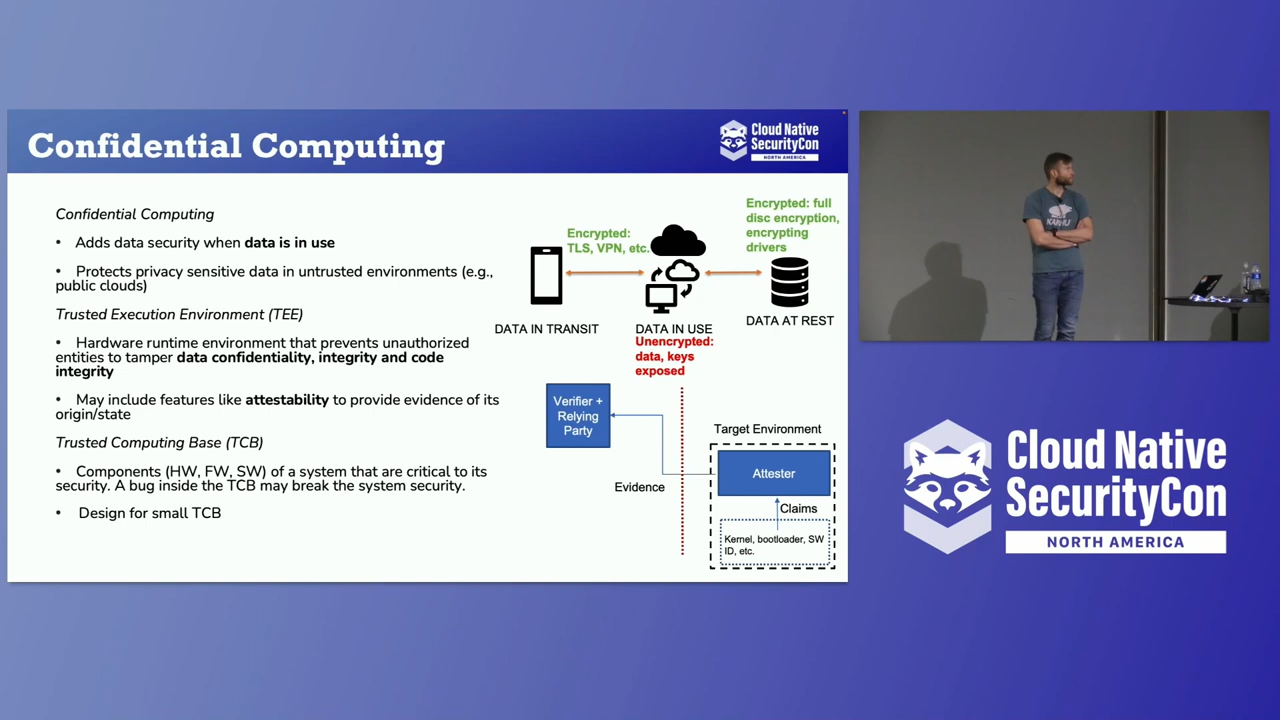 Confidential Computing
Cloud Native
SecurityCon
NORTH AMERICA
Confidential Computing
• Adds data security when data is in use
• Protects privacy sensitive data in untrusted environments (e.g.,
public clouds)
Trusted Execution Environment (TEE)
• Hardware runtime environment that prevents unauthorized
entities to tamper data confidentiality, integrity and code
integrity
• May include features like attestability to provide evidence of its
origin/state
Trusted Computing Base (TCB)
• Components (HW, FW, SW) of a system that are critical to its
security. A bug inside the TCB may break the system security.
• Design for small TCB
Encrypted:
TLS, VPN, etc.
Encrypted: full
disc encryption,
encrypting
drivers
DATA IN TRANSIT
DATA IN USE
Unencrypted:
data, keys
exposed
DATA AT REST
Verifier +
Relying
Party
Evidence
Target Environment
Attester
Claims
Kernel, bootloader, SW
ID, etc.
KARHU
Cloud Native
SecurityCon
NORTH AMERICA